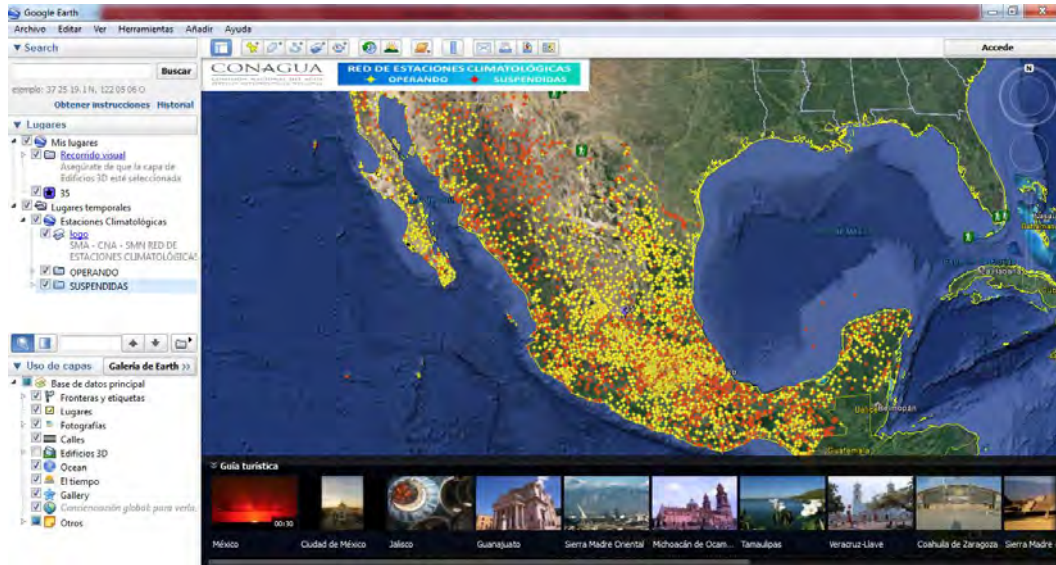 Google Earth
Archivo Editar Ver Herramientas Añadir Ayuda
Search
Buscar
ejemplo: 37 25 19.1 N, 122 05 06 O
Obtener instrucciones Historial
Lugares
Mis lugares
Recorrido visual
Asegúrate de que la capa de
Edificios 3D esté seleccionada
35
Lugares temporales
Estaciones Climatológicas
logo
SMA - CNA - SMN RED DE
ESTACIONES CLIMATOLÓGICAS
OPERANDO
SUSPENDIDAS
Uso de capas Galería de Earth >>
Base de datos principal
Fronteras y etiquetas
Lugares
Fotografías
Calles
Edificios 3D
Ocean
El tiempo
Gallery
Concienciación global: para verla,
Otros
Accede
CONAGUA
RED DE ESTACIONES CLIMATOLÓGICAS
OPERANDO SUSPENDIDAS
N
Belmopán
Guatemala
Guía turística
00:30
México
Ciudad de México
Jalisco
Guanajuato
Sierra Madre Oriental
Michoacán de Ocam...
Tamaulipas
Veracruz-Llave
Coahuila de Zaragoza
Sierra Madre